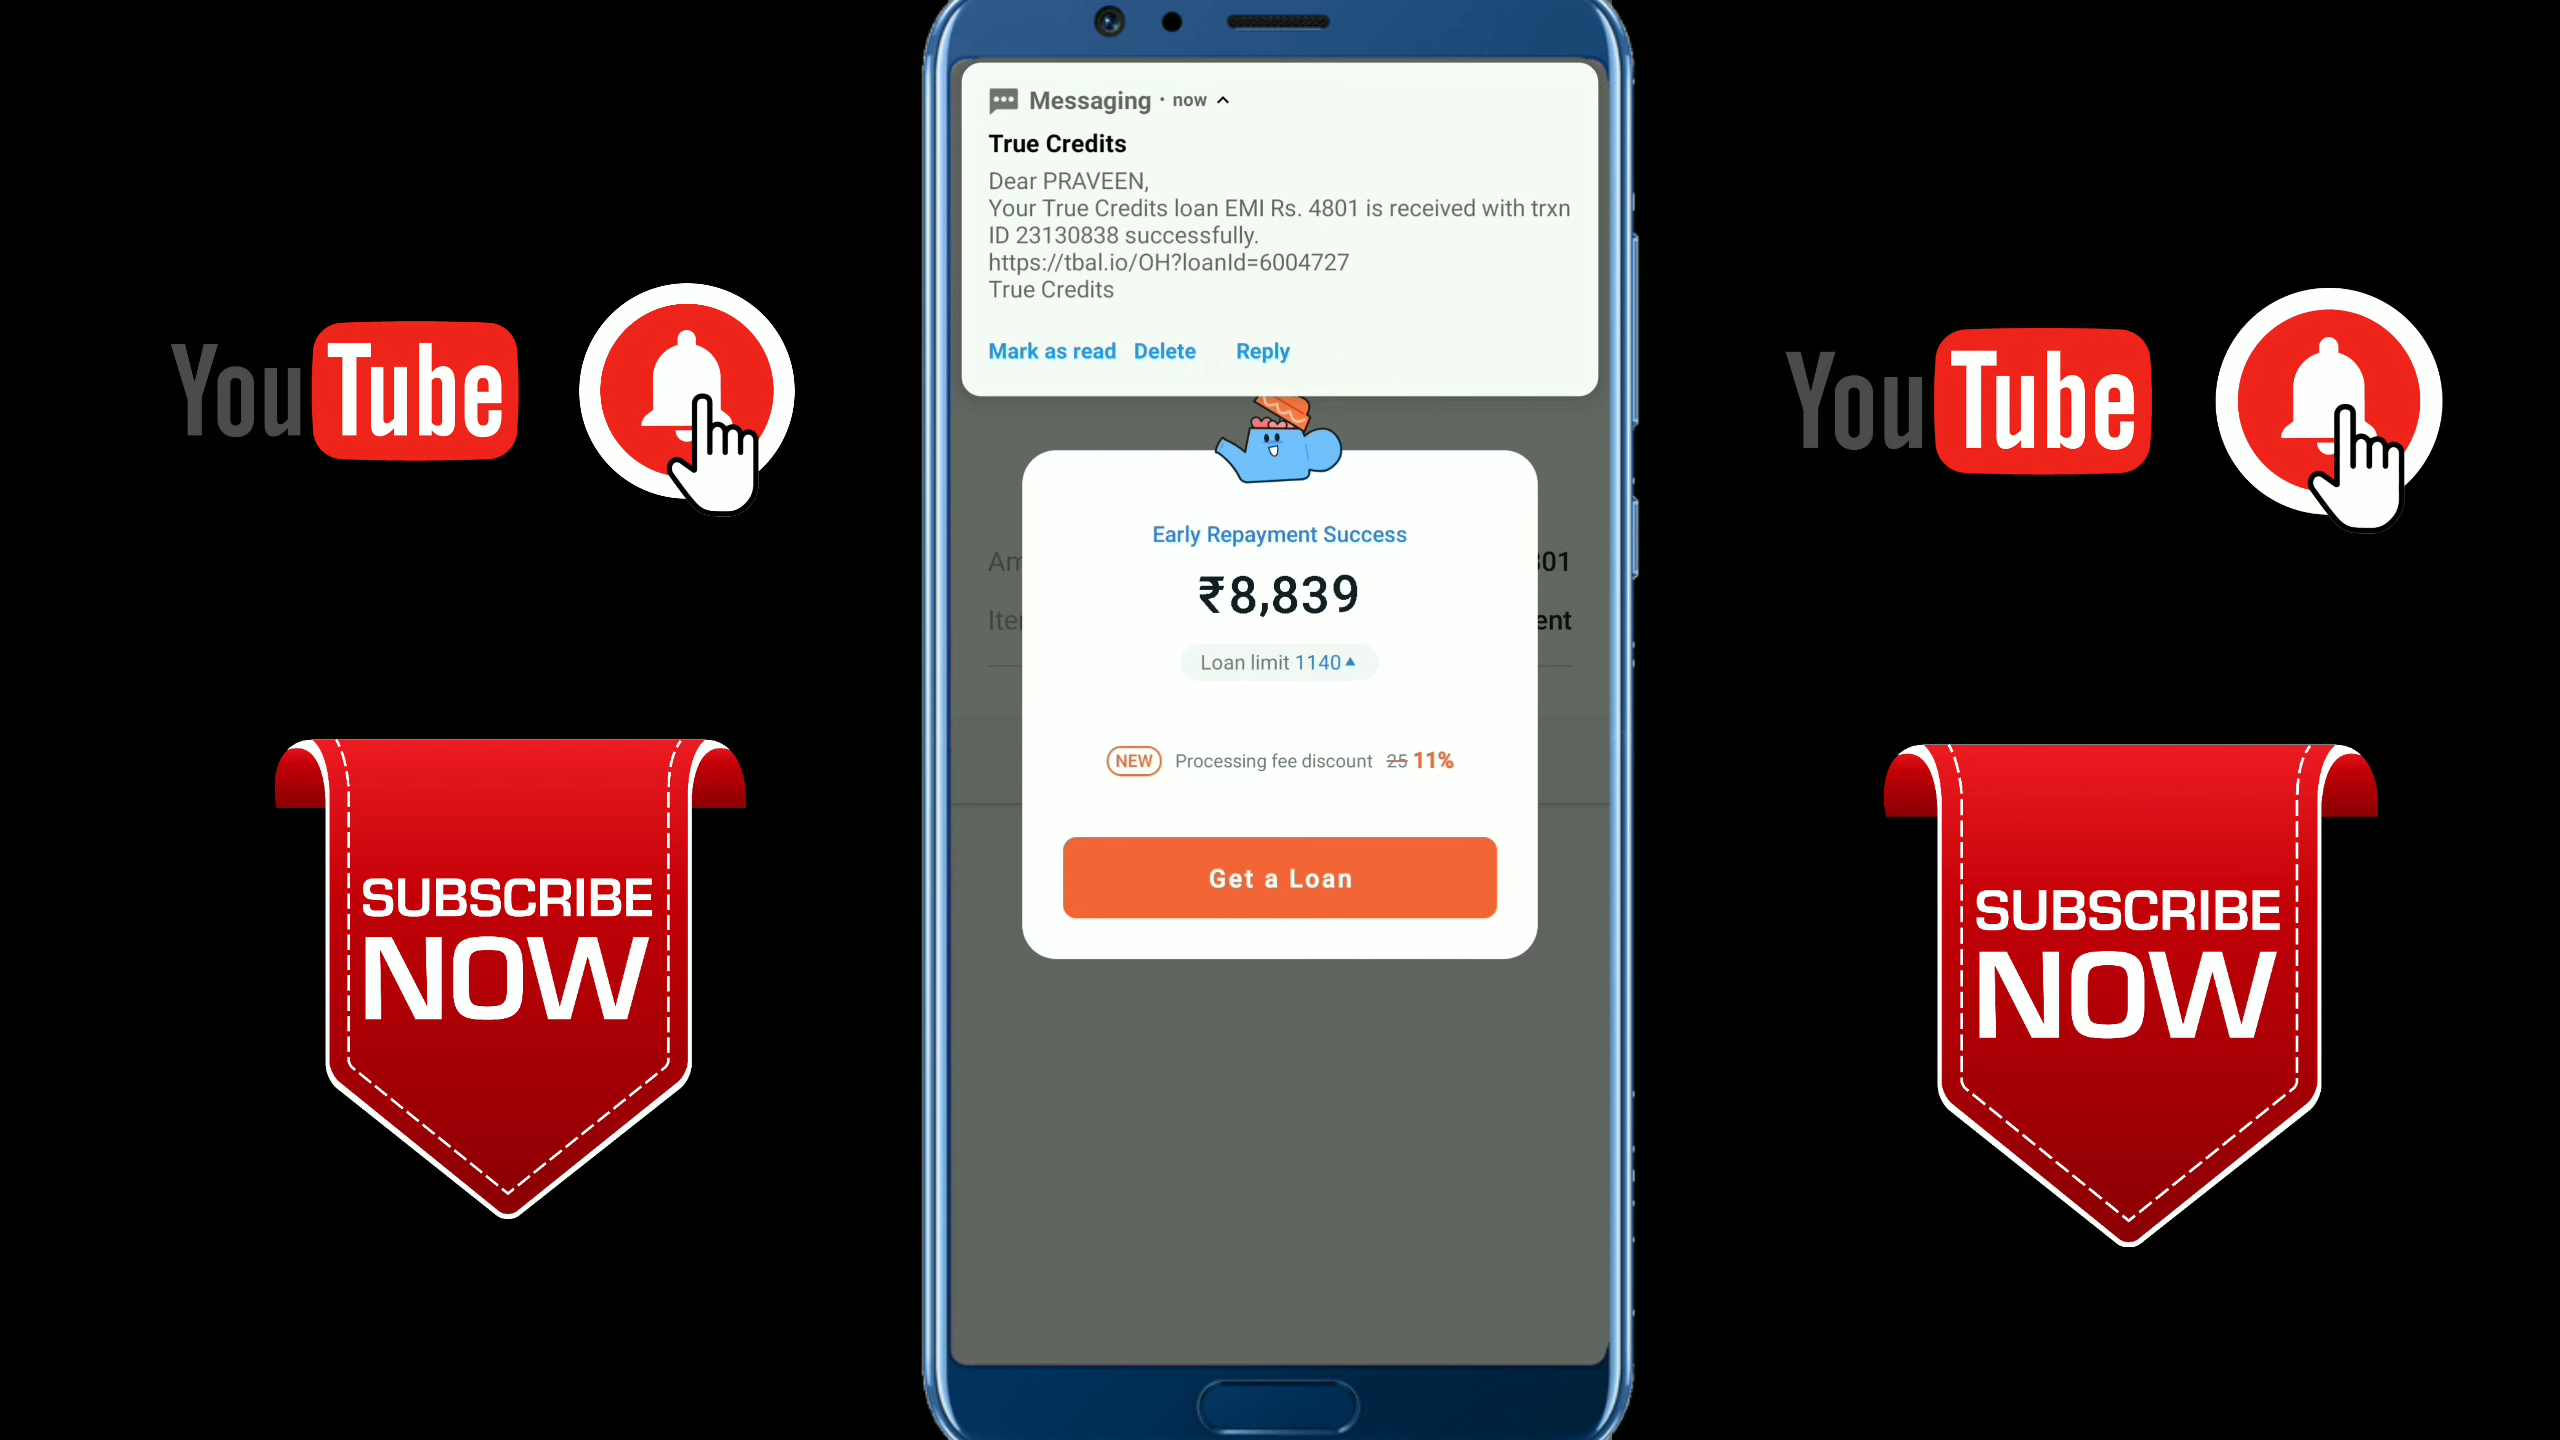 Messaging · now
True Credits
Dear PRAVEEN,
Your True Credits loan EMI Rs. 4801 is received with trxn
ID 23130838 successfully.
https://tbal.io/OH?loanId=6004727
True Credits
Mark as read Delete Reply
YouTube
YouTube
Early Repayment Success
₹8,839
Loan limit 1140
NEW Processing fee discount 25 11%
Get a Loan
SUBSCRIBE
NOW
SUBSCRIBE
NOW